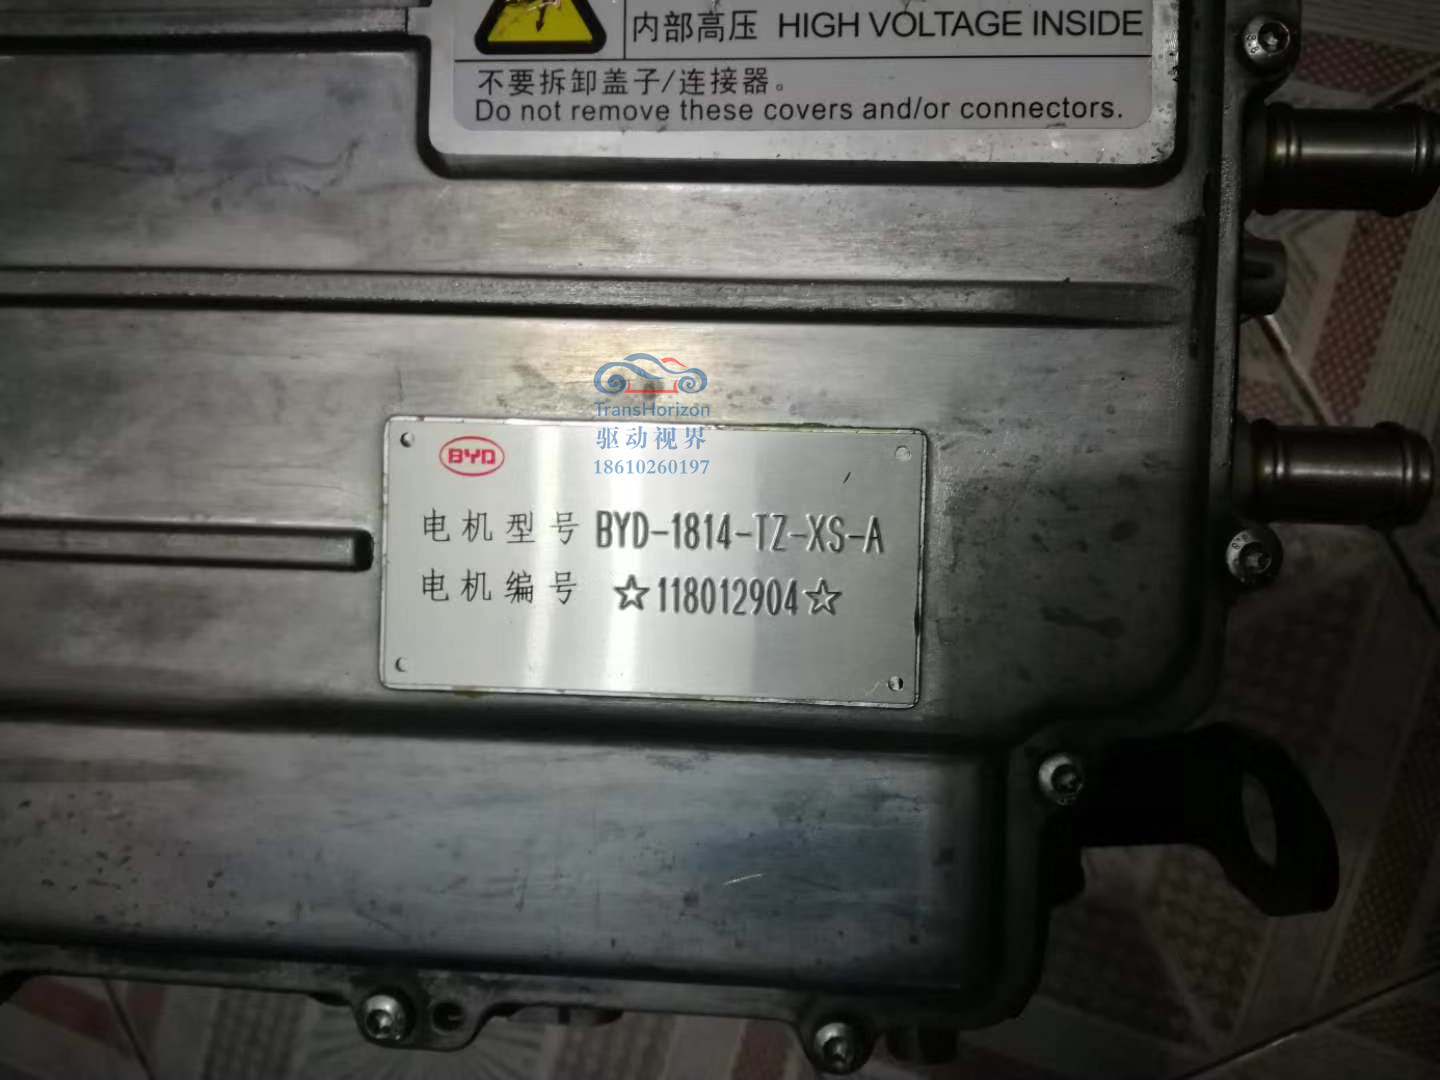 内部高压 HIGH VOLTAGE INSIDE
不要拆卸盖子/连接器。
Do not remove these covers and/or connectors.
TransHorizon
驱动视界
18610260197
BYD
电机型号 BYD-1814-TZ-XS-A
电机编号 ☆118012904☆